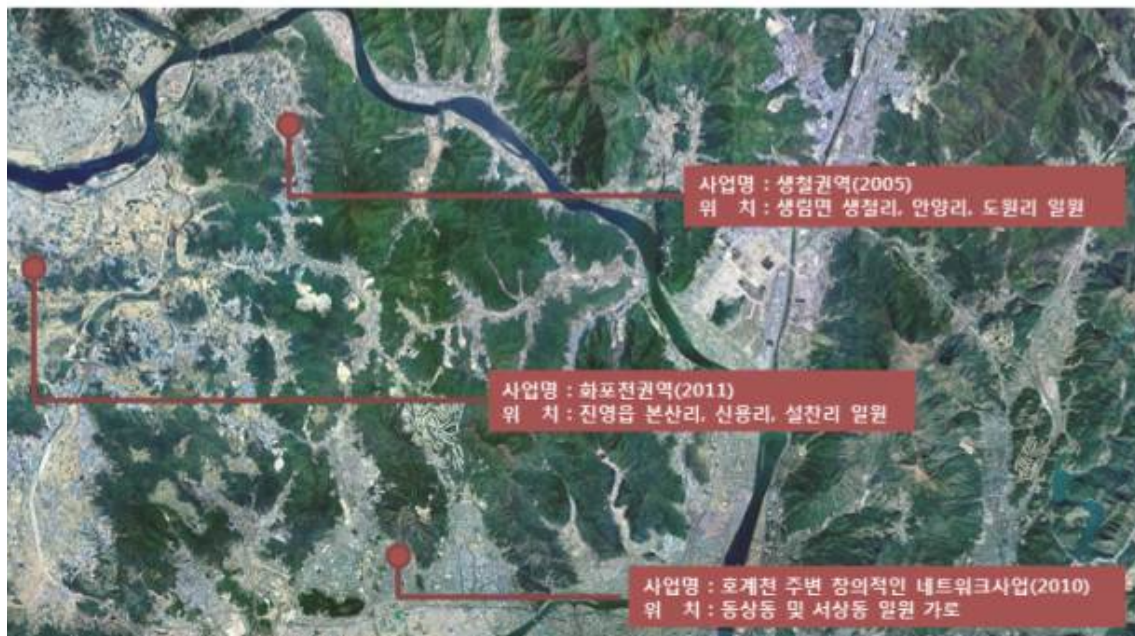 사업명 : 생철권역(2005)
위 치 : 생림면 생철리, 안양리, 도원리 일원
사업명 : 화포전권역(2011)
위 치 : 진영읍 본산리, 신용리, 설찬리 일원
사업명 : 호계천 주변 창의적인 네트워크사업(2010)
위 치 : 동상동 및 서상동 일원 가로